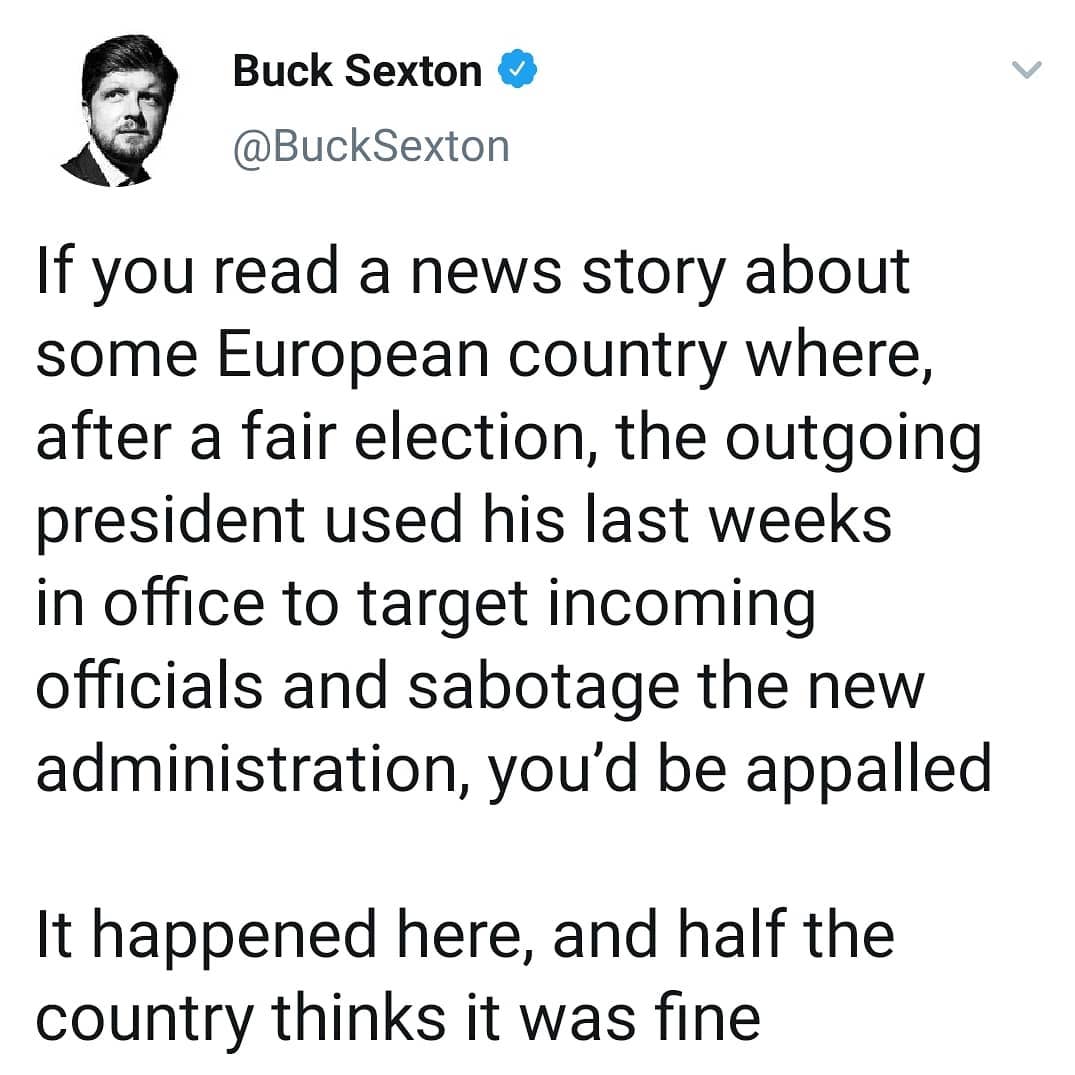 Buck Sexton
@BuckSexton
If you read a news story about
some European country where,
after a fair election, the outgoing
president used his last weeks
in office to target incoming
officials and sabotage the new
administration, you’d be appalled
It happened here, and half the
country thinks it was fine